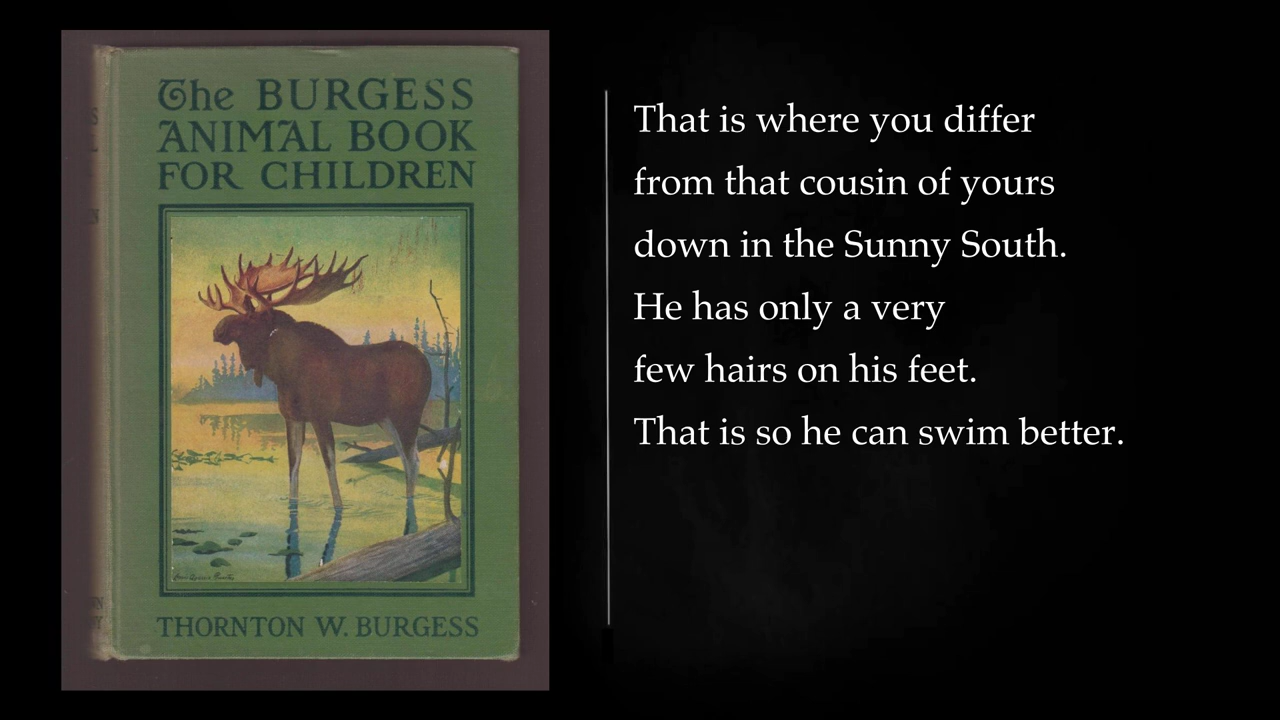 The BURGESS
ANIMAL BOOK
FOR CHILDREN
THORNTON W. BURGESS
That is where you differ
from that cousin of yours
down in the Sunny South.
He has only a very
few hairs on his feet.
That is so he can swim better.